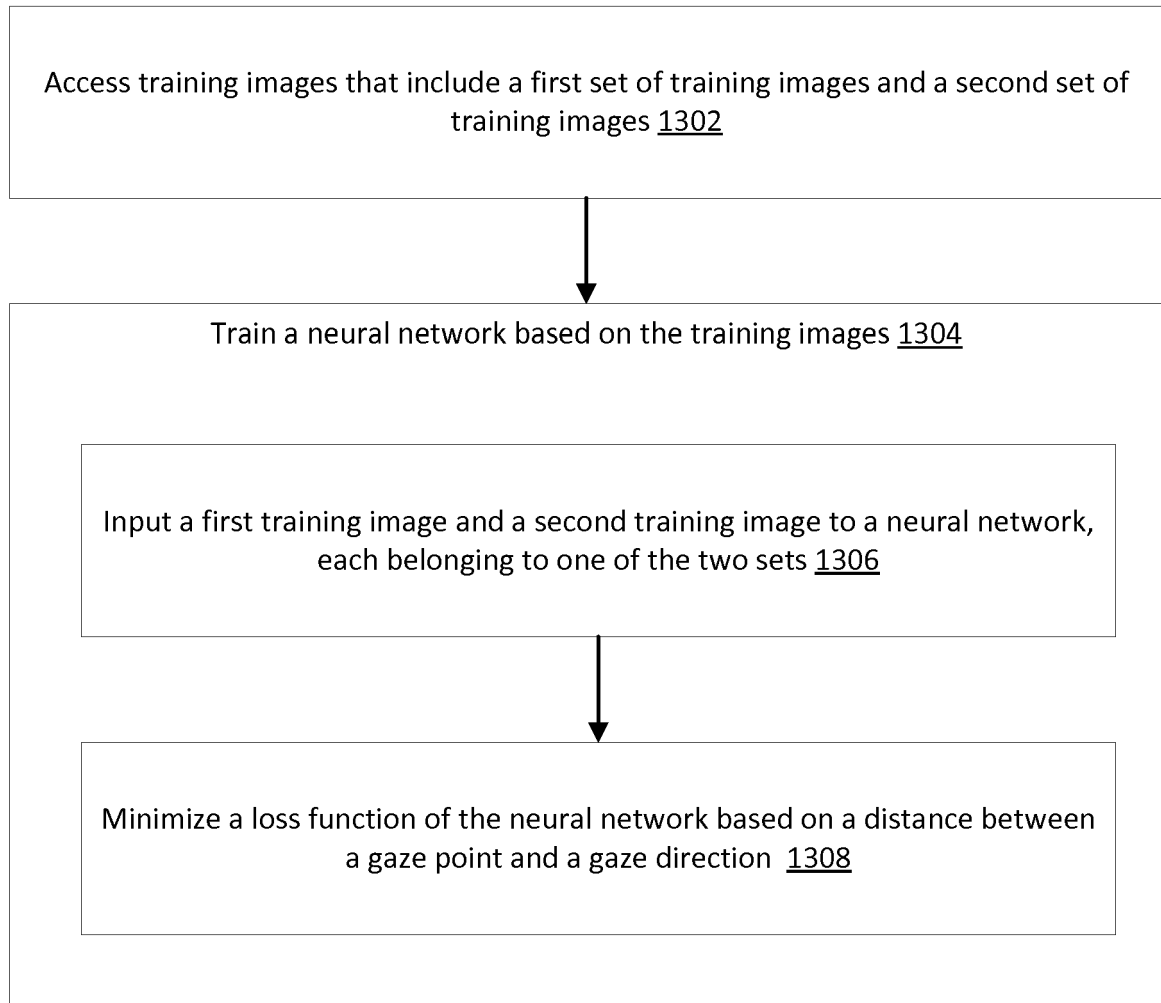 Access training images that include a first set of training images and a second set of
training images 1302
Train a neural network based on the training images 1304
Input a first training image and a second training image to a neural network,
each belonging to one of the two sets 1306
Minimize a loss function of the neural network based on a distance between
a gaze point and a gaze direction 1308